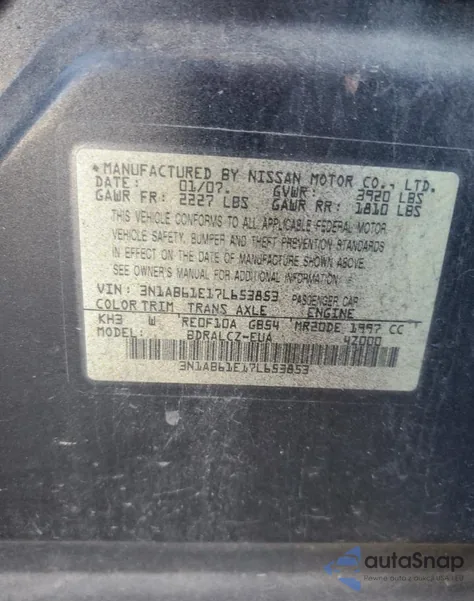 *MANUFACTURED BY NISSAN MOTOR CO., LTD.
DATE: 01/07. GVWR: 3920 LBS
GAWR FR: 2227 LBS GAWR RR: 1810 LBS
THIS VEHICLE CONFORMS TO ALL APPLICABLE FEDERAL MOTOR
VEHICLE SAFETY, BUMPER AND THEFT PREVENTION STANDARDS
IN EFFECT ON THE DATE OF MANUFACTURE SHOWN ABOVE.
SEE OWNER'S MANUAL FOR ADDITIONAL INFORMATION
VIN: 3N1AB61E17L653853 PASSENGER CAR
COLOR TRIM TRANS AXLE ENGINE
KH3 W RE0F10A GB54 MR20DE 1997 CC
MODEL: BDRALCZ-EUA 42000
3N1AB61E17L653853
autoSnap